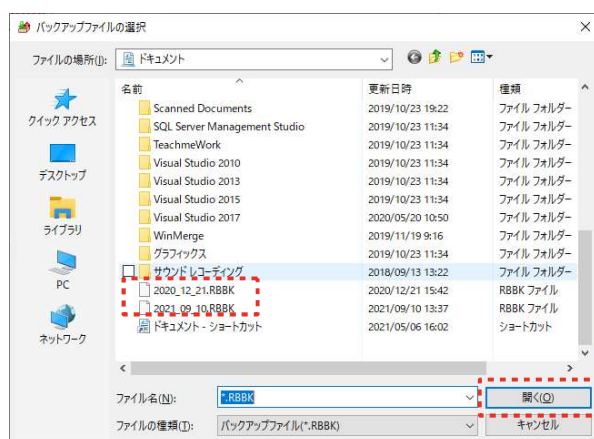 バックアップファイルの選択
ファイルの場所(I): ドキュメント
名前 更新日時 種類
Scanned Documents 2019/10/23 19:22 ファイル フォルダー
SQL Server Management Studio 2019/10/23 11:34 ファイル フォルダー
TeachmeWork 2019/10/23 11:34 ファイル フォルダー
Visual Studio 2010 2019/10/23 11:34 ファイル フォルダー
Visual Studio 2013 2019/10/23 11:34 ファイル フォルダー
Visual Studio 2015 2019/10/23 11:34 ファイル フォルダー
Visual Studio 2017 2020/05/20 10:50 ファイル フォルダー
WinMerge 2019/11/19 9:16 ファイル フォルダー
グラフィックス 2019/10/23 11:34 ファイル フォルダー
サウンド レコーディング 2018/09/13 13:22 ファイル フォルダー
2020_12_21.RBBK 2020/12/21 15:42 RBBK ファイル
2021_09_10.RBBK 2021/09/10 13:37 RBBK ファイル
ドキュメント - ショートカット 2021/05/06 16:02 ショートカット
クイック アクセス
デスクトップ
ライブラリ
PC
ネットワーク
ファイル名(N): *.RBBK 開く(O)
ファイルの種類(T): バックアップファイル(*.RBBK) キャンセル